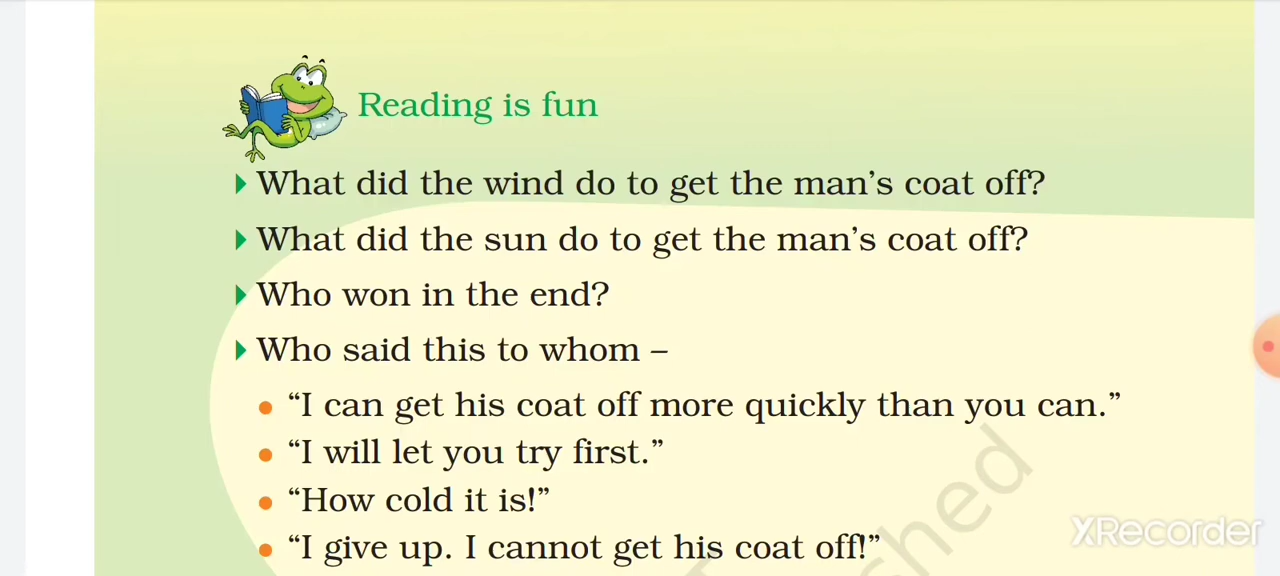 Reading is fun
What did the wind do to get the man's coat off?
What did the sun do to get the man's coat off?
Who won in the end?
Who said this to whom –
“I can get his coat off more quickly than you can.”
“I will let you try first.”
“How cold it is!”
“I give up. I cannot get his coat off!”
XRecorder